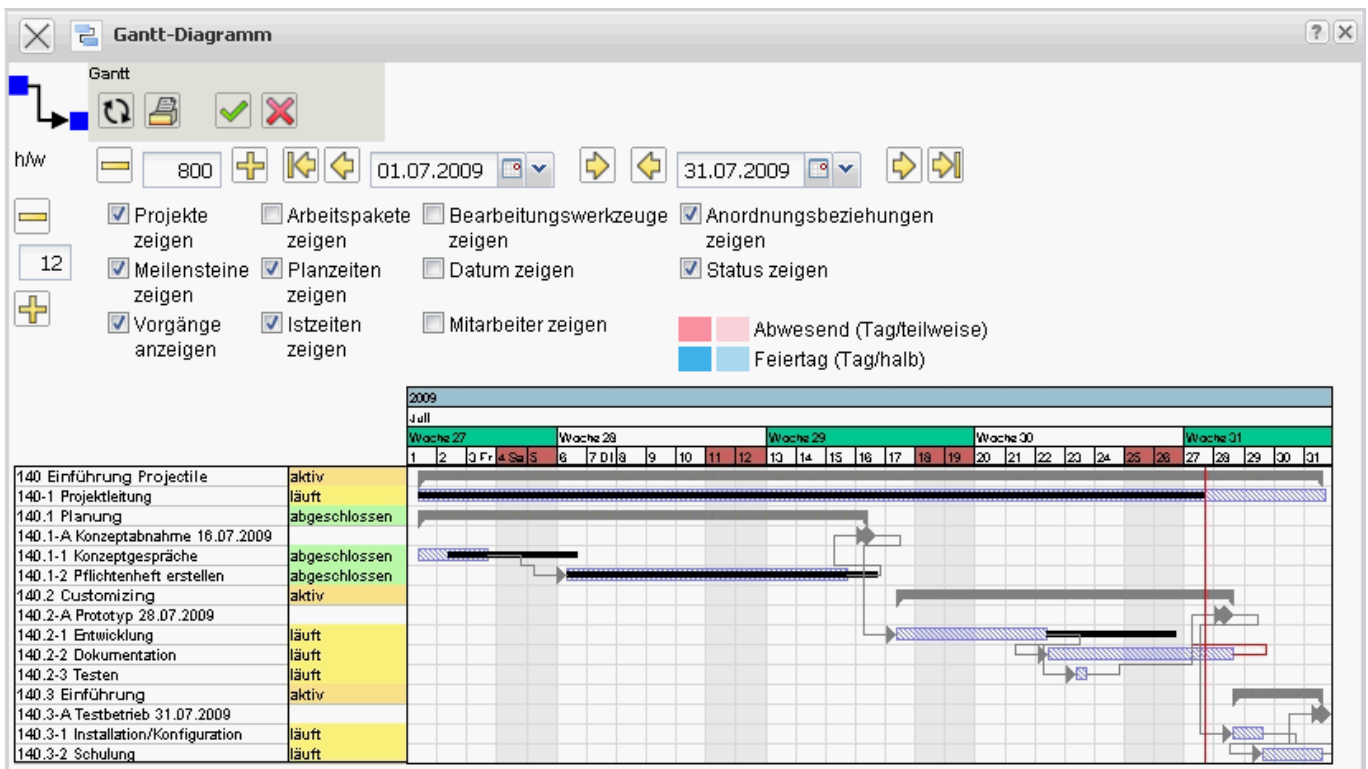 Gantt-Diagramm
Gantt
h/w
800
01.07.2009
31.07.2009
12
Projekte zeigen
Arbeitspakete zeigen
Bearbeitungswerkzeuge zeigen
Anordnungsbeziehungen zeigen
Meilensteine zeigen
Planzeiten zeigen
Datum zeigen
Status zeigen
Vorgänge anzeigen
Istzeiten zeigen
Mitarbeiter zeigen
Abwesend (Tag/teilweise)
Feiertag (Tag/halb)
2009
Juli
Woche 27 Woche 28 Woche 29 Woche 30 Woche 31
1 2 3 Fr 4 Sa 5 6 7 Di 8 9 10 11 12 13 14 15 16 17 18 19 20 21 22 23 24 25 26 27 28 29 30 31
140 Einführung Projectile aktiv
140-1 Projektleitung läuft
140.1 Planung abgeschlossen
140.1-A Konzeptabnahme 16.07.2009
140.1-1 Konzeptgespräche abgeschlossen
140.1-2 Pflichtenheft erstellen abgeschlossen
140.2 Customizing aktiv
140.2-A Prototyp 28.07.2009
140.2-1 Entwicklung läuft
140.2-2 Dokumentation läuft
140.2-3 Testen läuft
140.3 Einführung aktiv
140.3-A Testbetrieb 31.07.2009
140.3-1 Installation/Konfiguration läuft
140.3-2 Schulung läuft